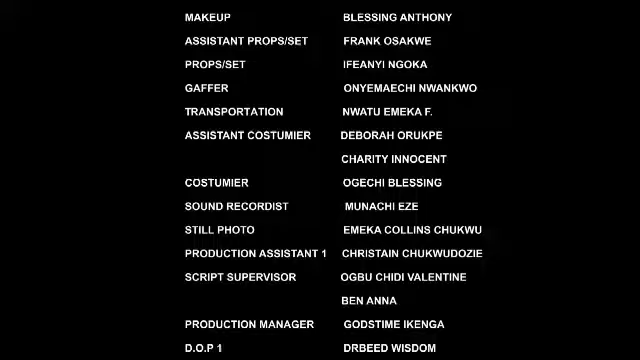 MAKEUP BLESSING ANTHONY
ASSISTANT PROPS/SET FRANK OSAKWE
PROPS/SET IFEANYI NGOKA
GAFFER ONYEMAECHI NWANKWO
TRANSPORTATION NWATU EMEKA F.
ASSISTANT COSTUMIER DEBORAH ORUKPE
CHARITY INNOCENT
COSTUMIER OGECHI BLESSING
SOUND RECORDIST MUNACHI EZE
STILL PHOTO EMEKA COLLINS CHUKWU
PRODUCTION ASSISTANT 1 CHRISTAIN CHUKWUDOZIE
SCRIPT SUPERVISOR OGBU CHIDI VALENTINE
BEN ANNA
PRODUCTION MANAGER GODSTIME IKENGA
D.O.P 1 DRBEED WISDOM